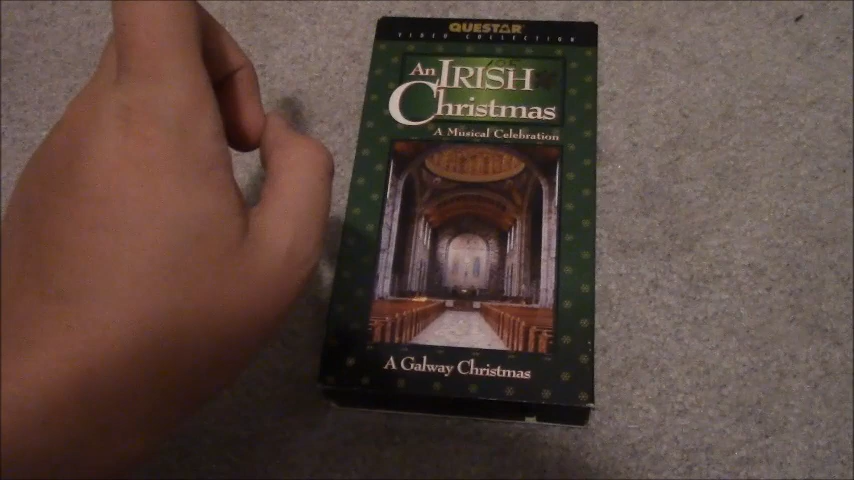 QUESTAR
VIDEO COLLECTION
An IRISH
Christmas
A Musical Celebration
A Galway Christmas